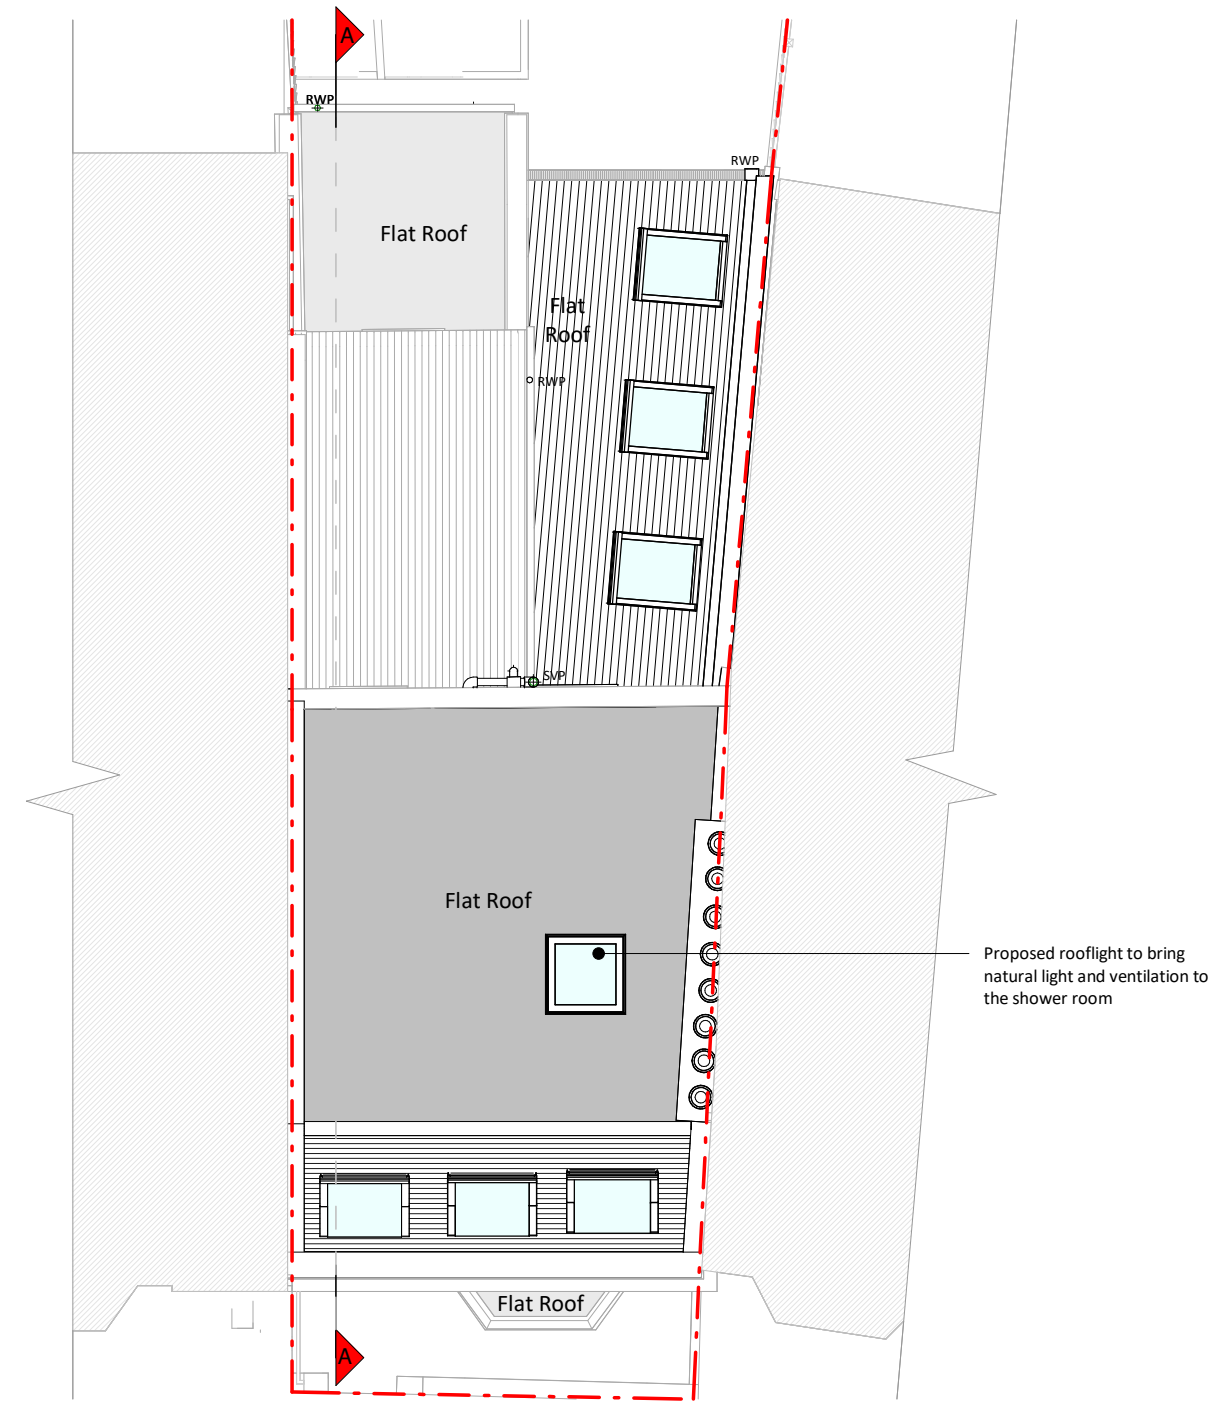 A
RWP
RWP
Flat Roof
Flat
Roof
RWP
SVP
Flat Roof
Proposed rooflight to bring
natural light and ventilation to
the shower room
Flat Roof
A